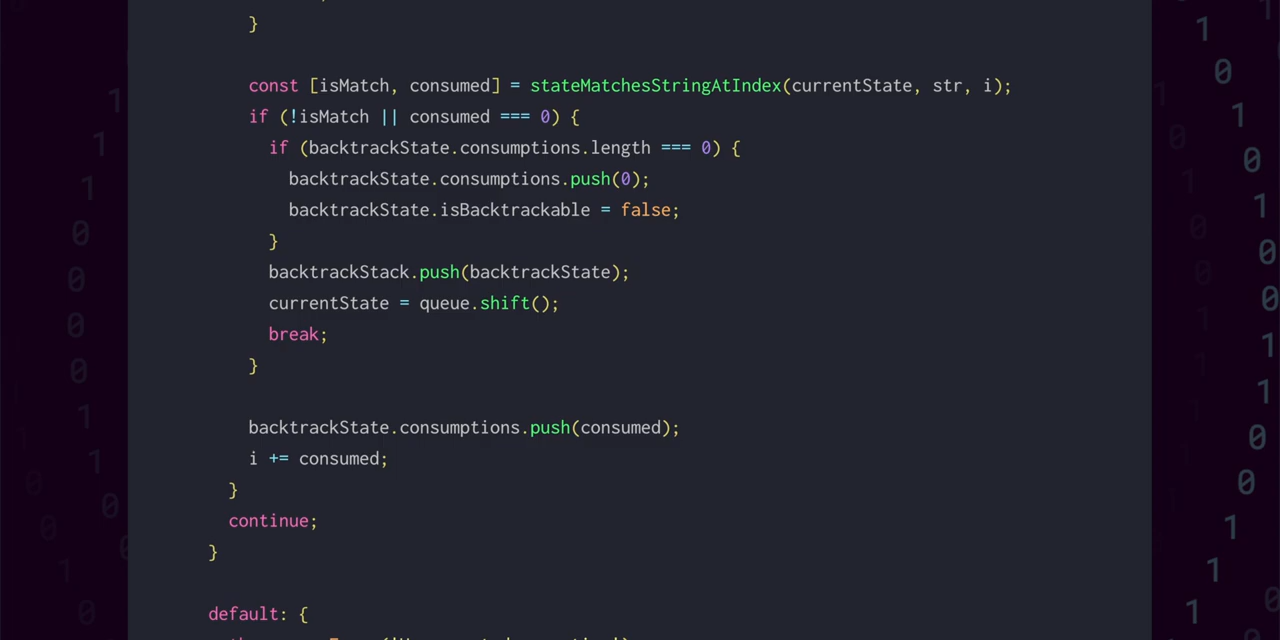 }
const [isMatch, consumed] = stateMatchesStringAtIndex(currentState, str, i);
if (!isMatch || consumed === 0) {
if (backtrackState.consumptions.length === 0) {
backtrackState.consumptions.push(0);
backtrackState.isBacktrackable = false;
}
backtrackStack.push(backtrackState);
currentState = queue.shift();
break;
}
backtrackState.consumptions.push(consumed);
i += consumed;
}
continue;
}
default: {